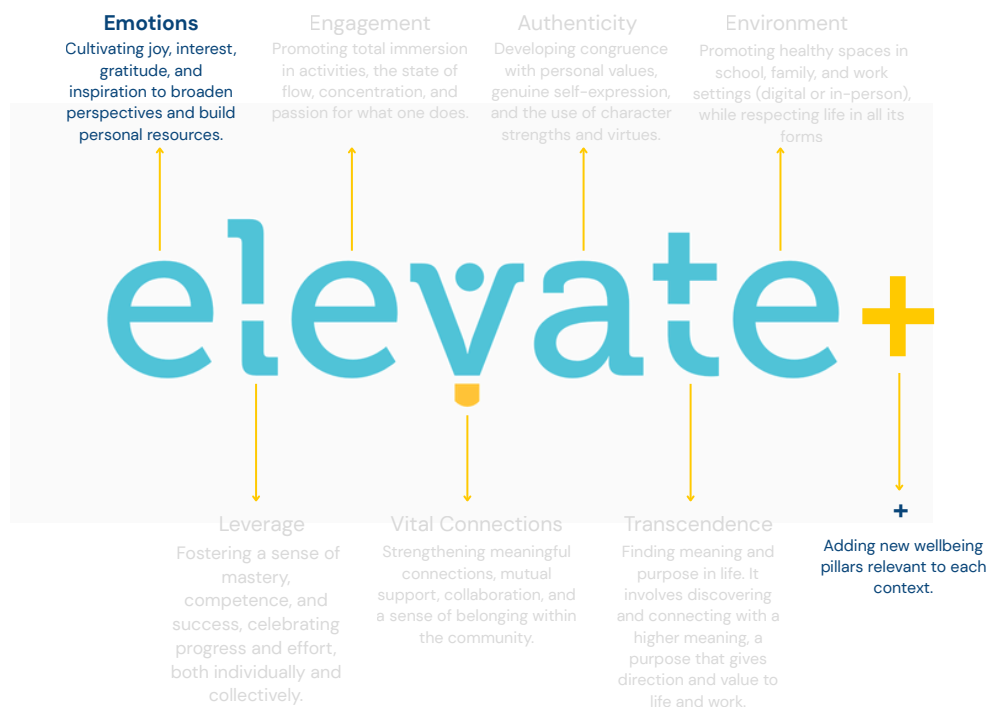 Emotions
Cultivating joy, interest,
gratitude, and
inspiration to broaden
perspectives and build
personal resources.
Engagement
Promoting total immersion
in activities, the state of
flow, concentration, and
passion for what one does.
Authenticity
Developing congruence
with personal values,
genuine self-expression,
and the use of character
strengths and virtues.
Environment
Promoting healthy spaces in
school, family, and work
settings (digital or in-person),
while respecting life in all its
forms
elevate+
Leverage
Fostering a sense of
mastery,
competence, and
success, celebrating
progress and effort,
both individually and
collectively.
Vital Connections
Strengthening meaningful
connections, mutual
support, collaboration, and
a sense of belonging within
the community.
Transcendence
Finding meaning and
purpose in life. It
involves discovering
and connecting with a
higher meaning, a
purpose that gives
direction and value to
life and work.
+
Adding new wellbeing
pillars relevant to each
context.